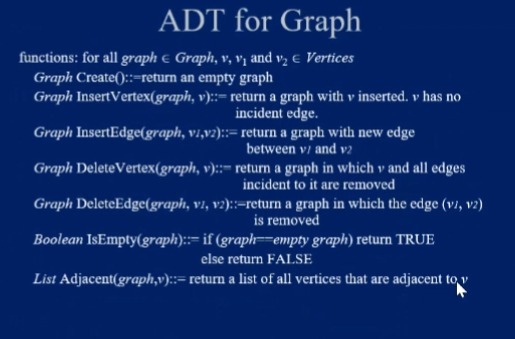 ADT for Graph
functions: for all graph ∈ Graph, v, v1 and v2 ∈ Vertices
Graph Create()::=return an empty graph
Graph InsertVertex(graph, v)::= return a graph with v inserted. v has no
incident edge.
Graph InsertEdge(graph, v1,v2)::= return a graph with new edge
between v1 and v2
Graph DeleteVertex(graph, v)::= return a graph in which v and all edges
incident to it are removed
Graph DeleteEdge(graph, v1, v2)::=return a graph in which the edge (v1, v2)
is removed
Boolean IsEmpty(graph)::= if (graph==empty graph) return TRUE
else return FALSE
List Adjacent(graph,v)::= return a list of all vertices that are adjacent to v